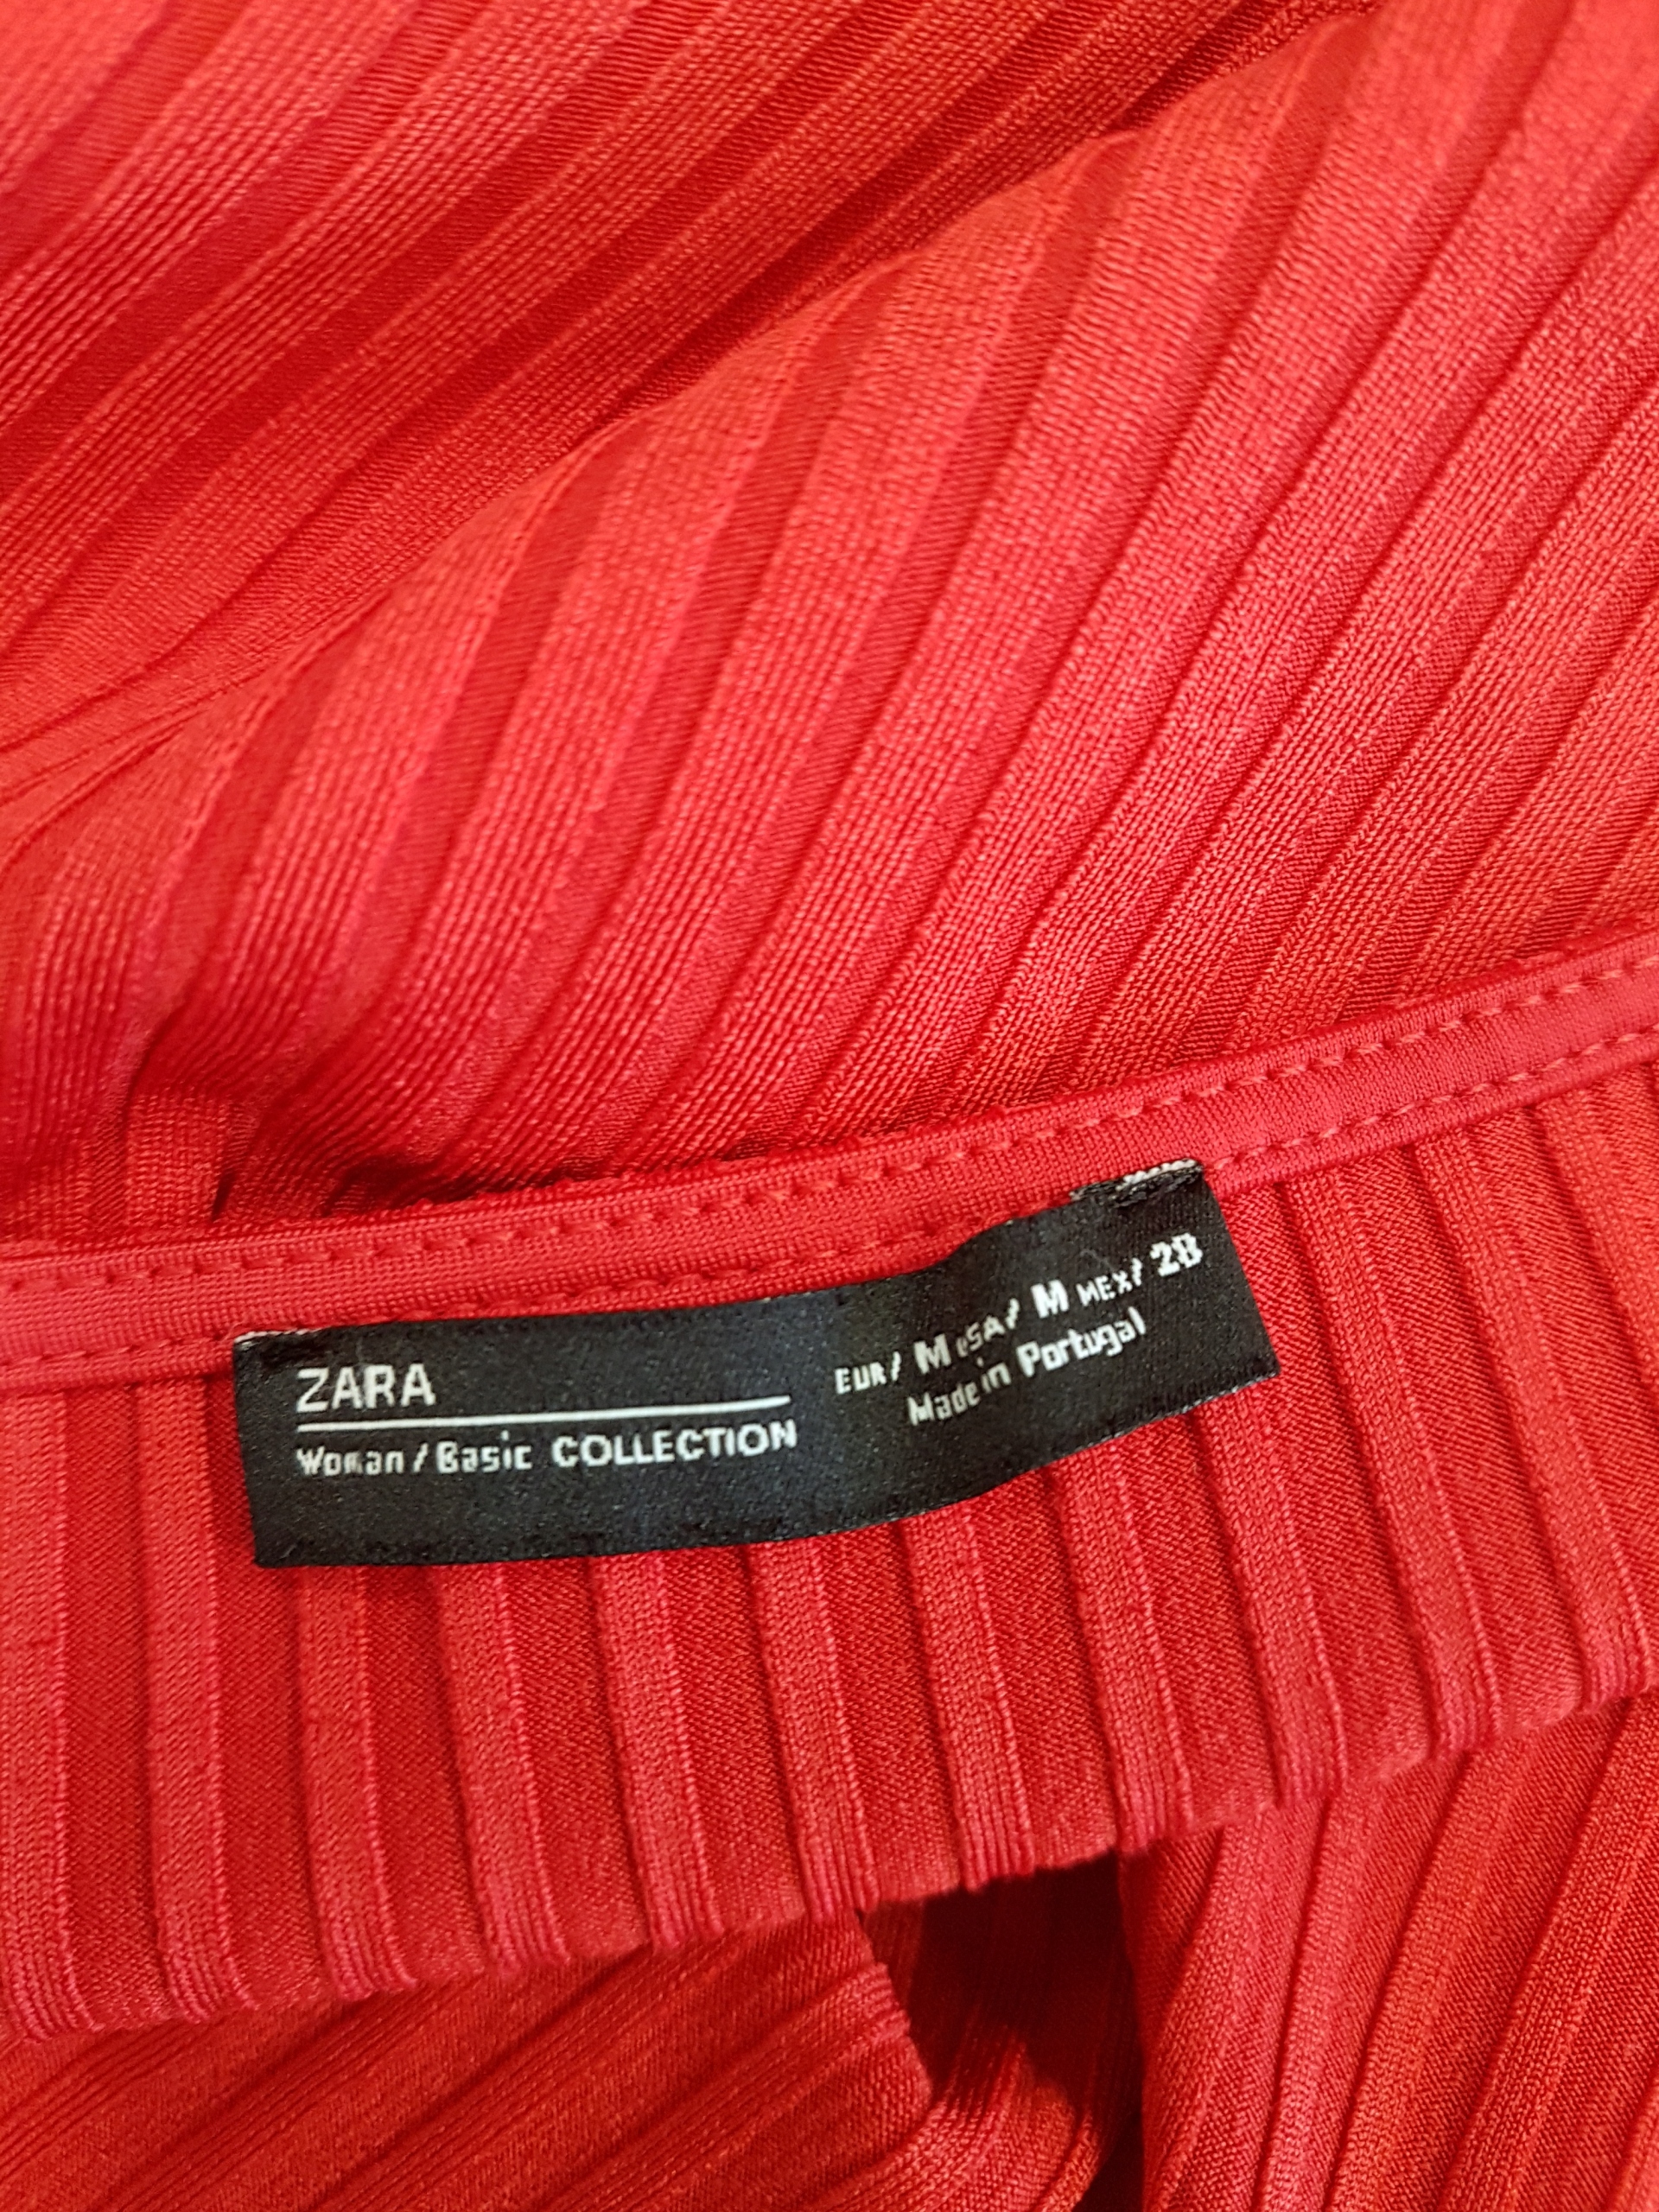 ZARA
Woman / Basic COLLECTION
EUR/ M USA/ M MEX/ 28
Made in Portugal